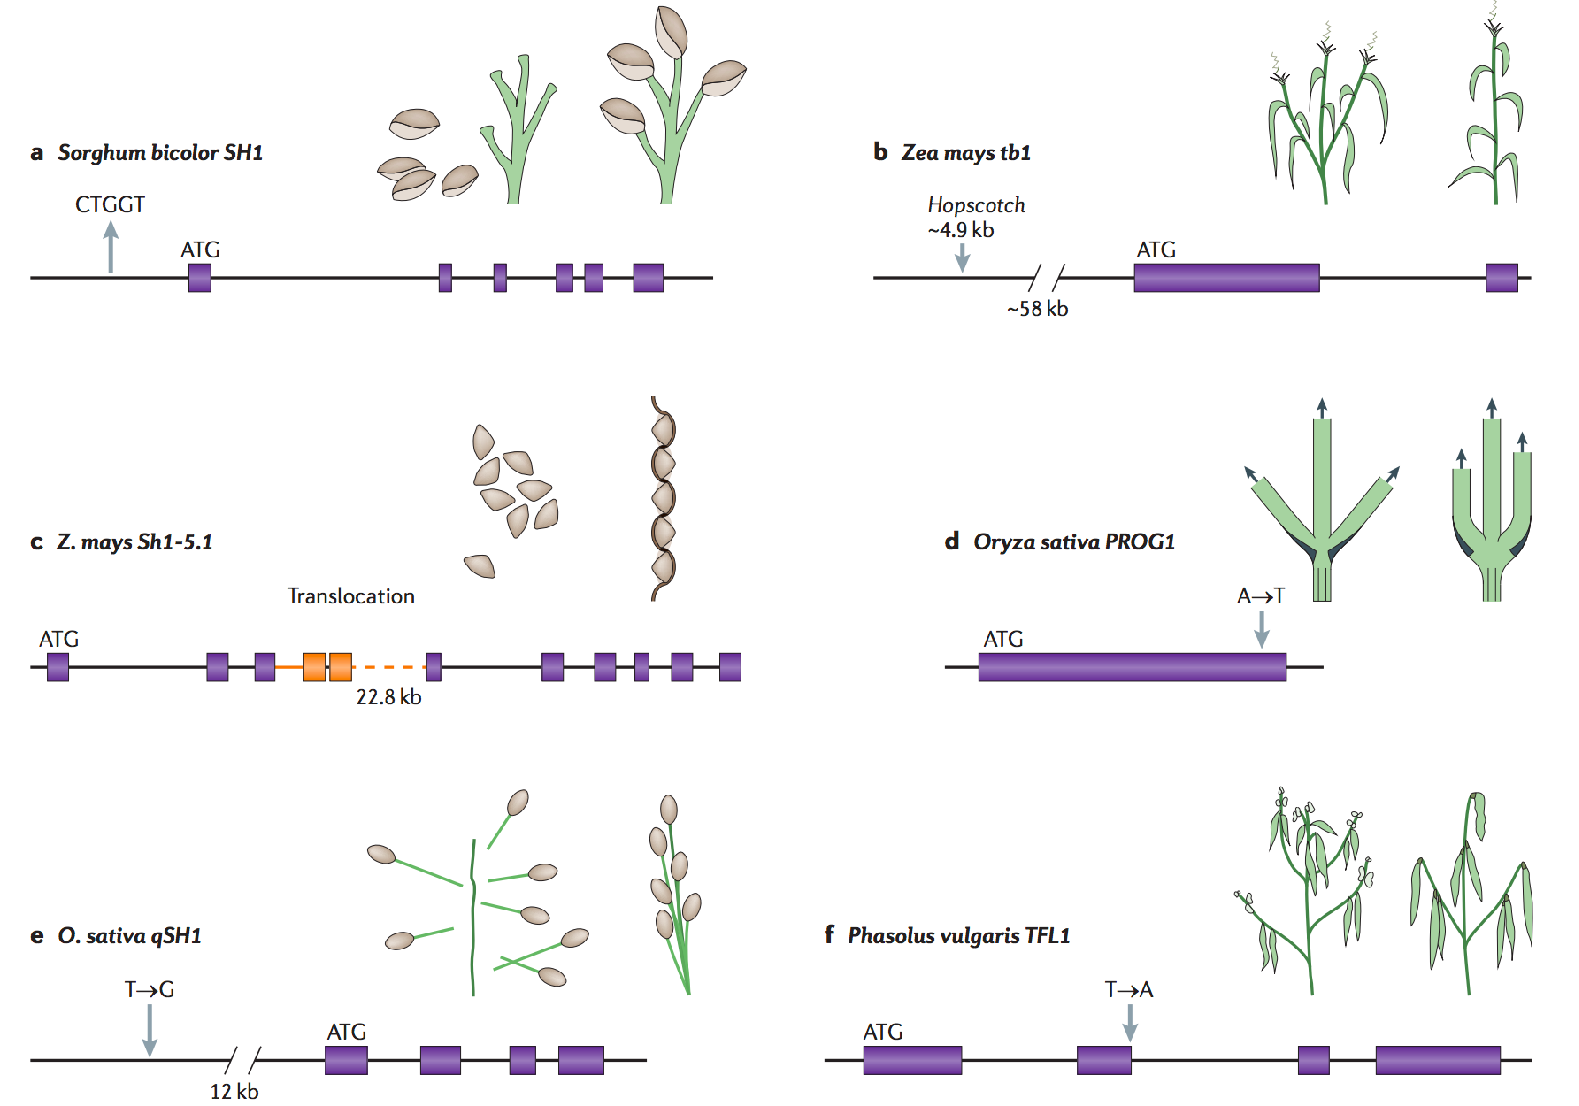 a Sorghum bicolor SH1
CTGGT
ATG
b Zea mays tb1
Hopscotch
~4.9 kb
ATG
~58 kb
c Z. mays Sh1-5.1
Translocation
ATG
22.8 kb
d Oryza sativa PROG1
A→T
ATG
e O. sativa qSH1
T→G
ATG
12 kb
f Phasolus vulgaris TFL1
T→A
ATG